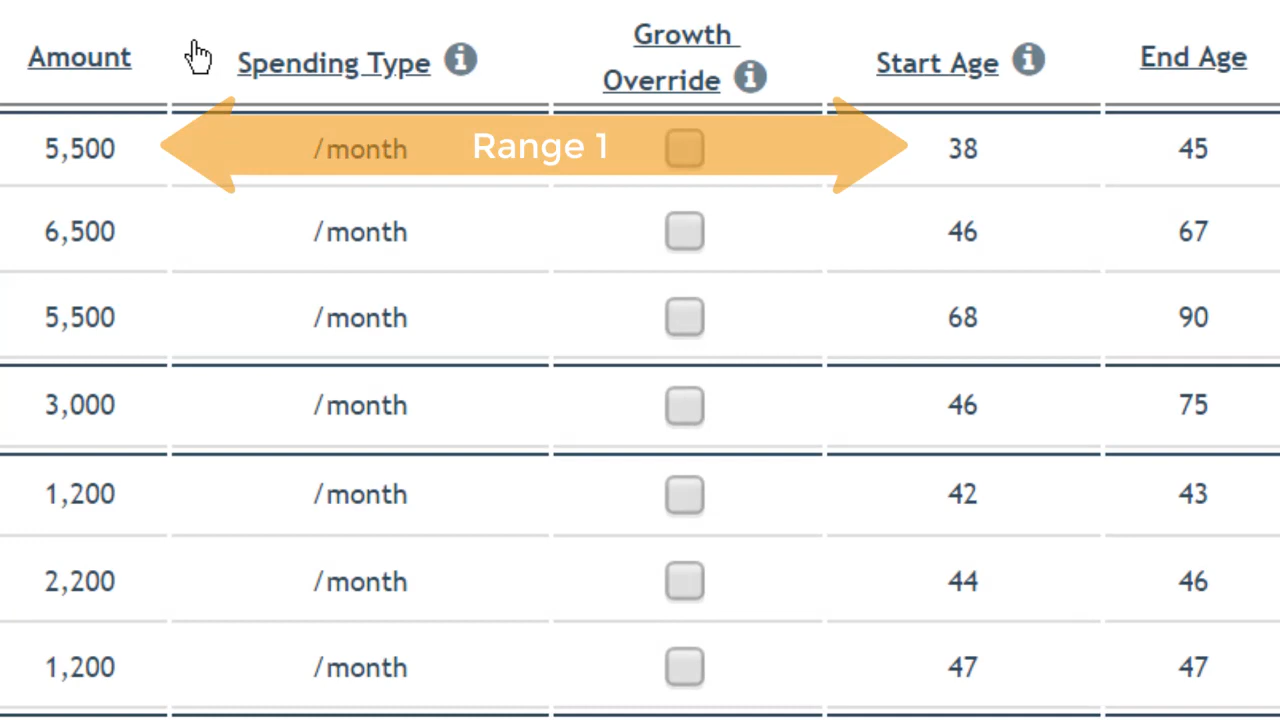 Amount Spending Type i Growth Override i Start Age i End Age
5,500 /month Range 1 38 45
6,500 /month 46 67
5,500 /month 68 90
3,000 /month 46 75
1,200 /month 42 43
2,200 /month 44 46
1,200 /month 47 47